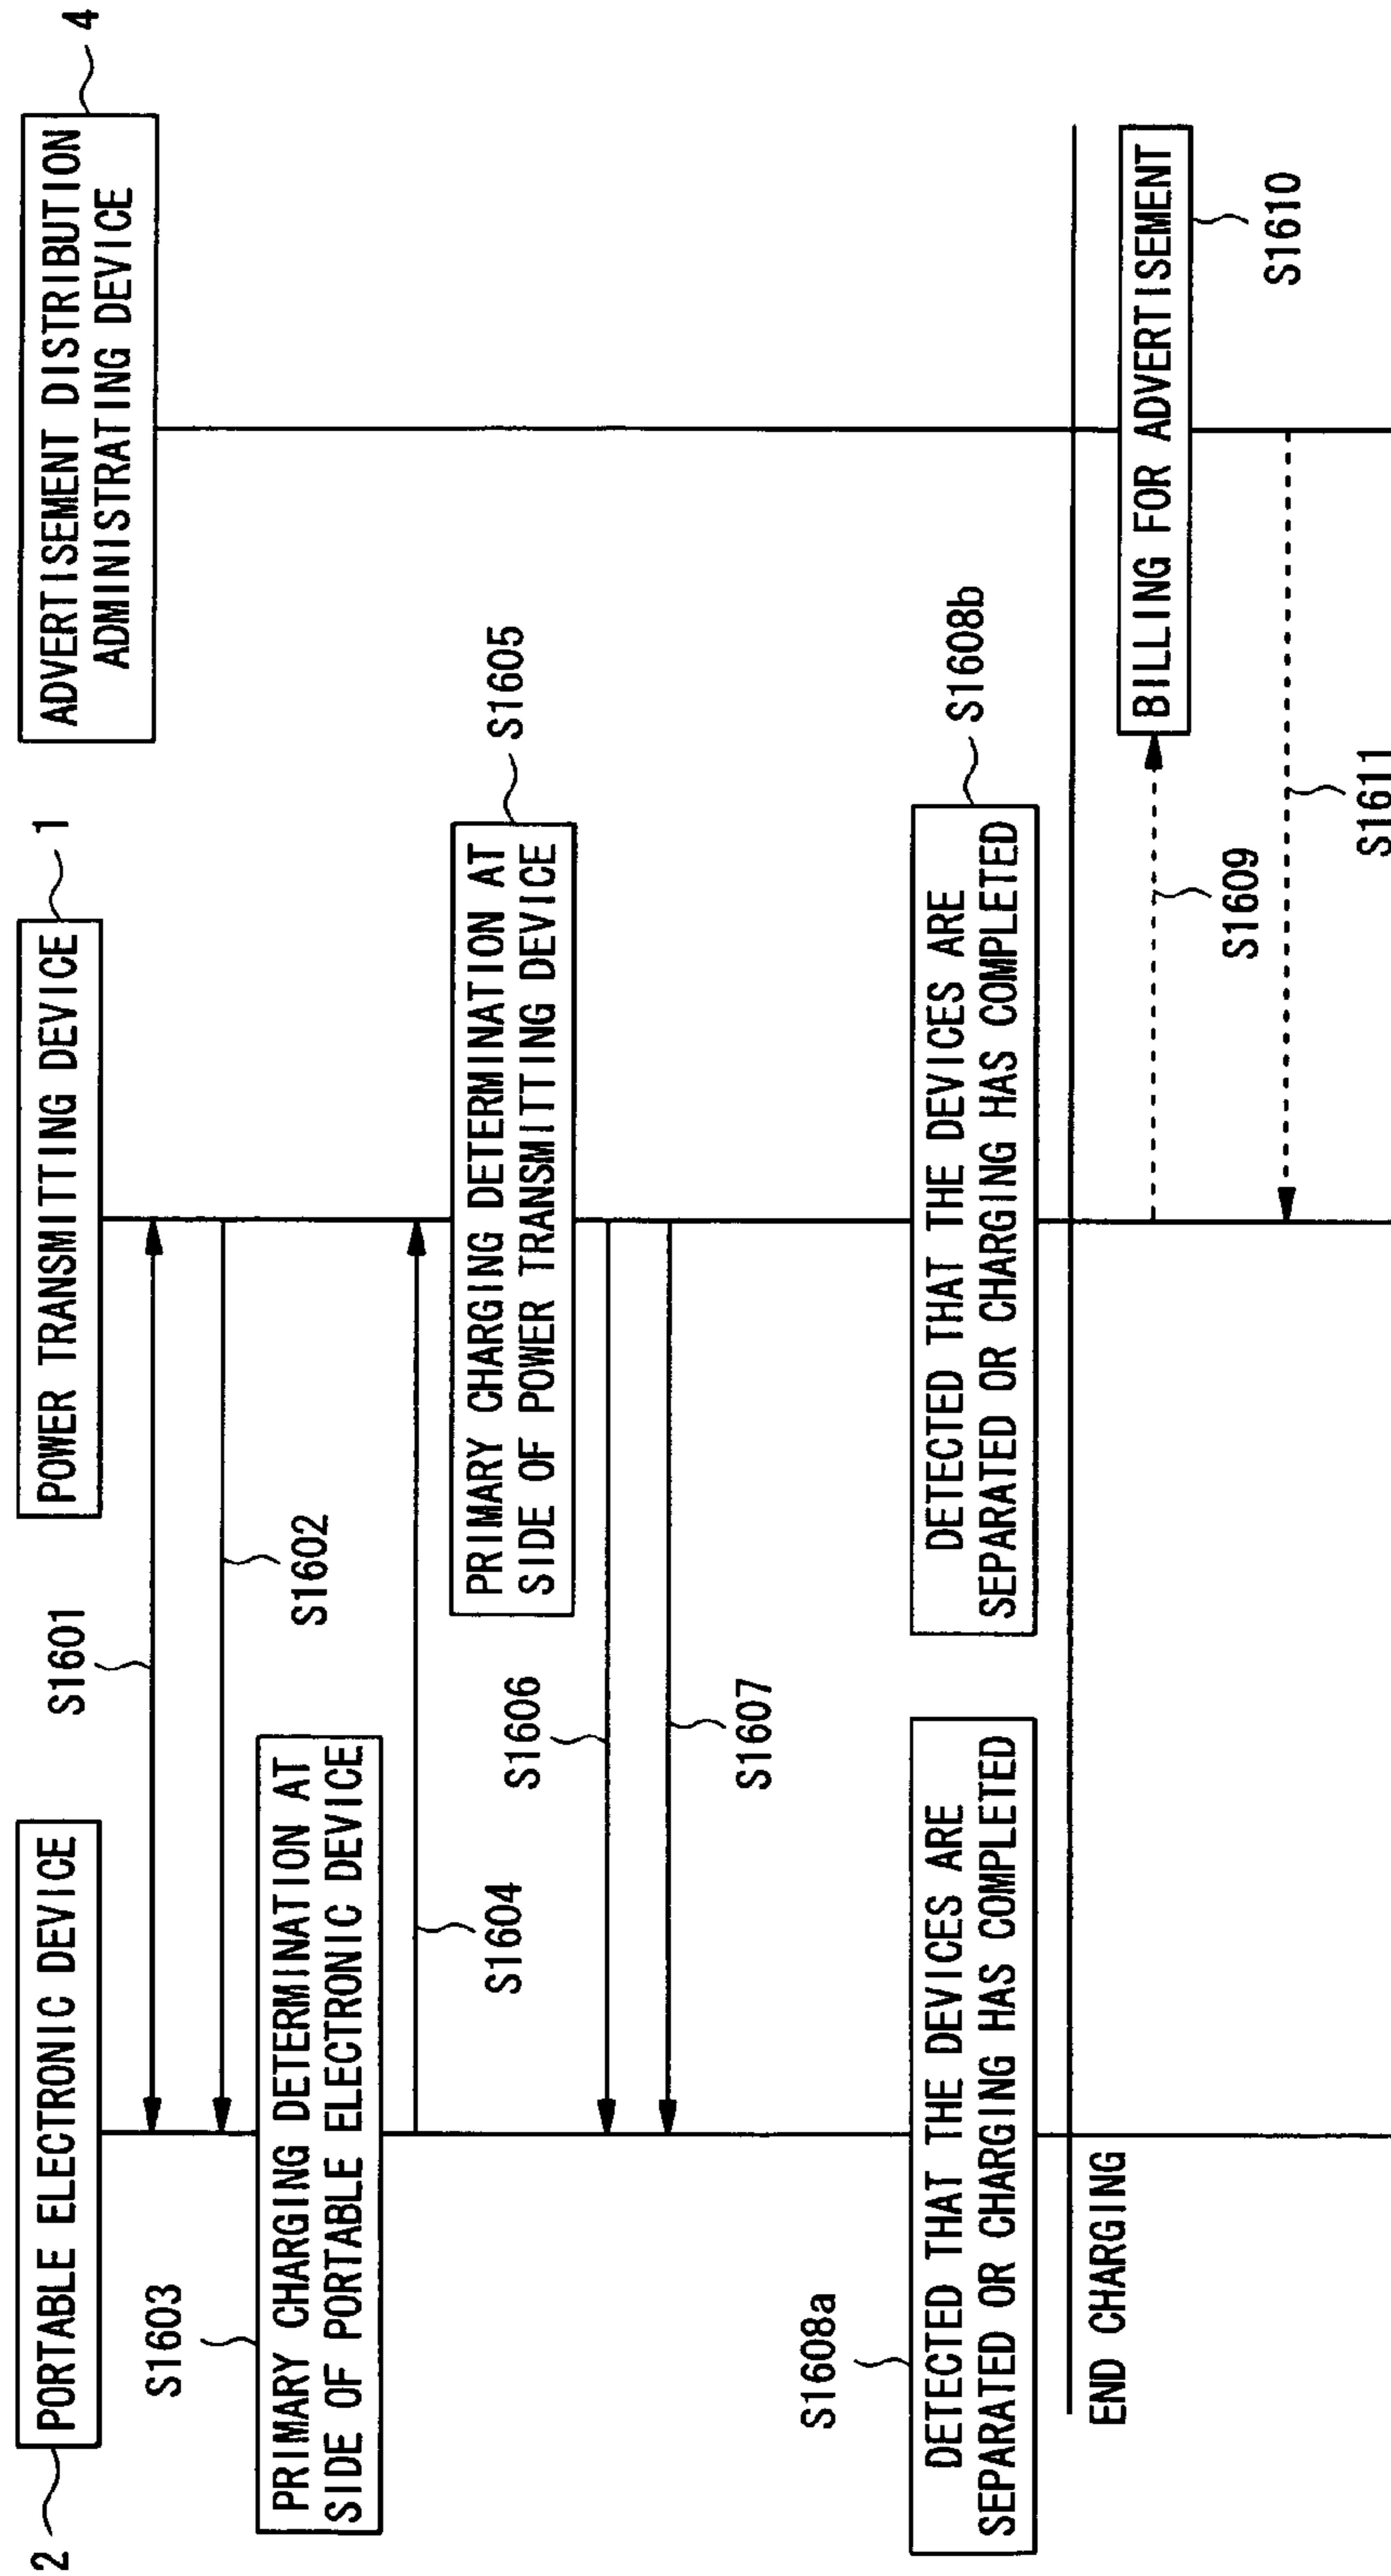 2
PORTABLE ELECTRONIC DEVICE
POWER TRANSMITTING DEVICE
1
ADVERTISEMENT DISTRIBUTION
ADMINISTRATING DEVICE
4
S1601
S1602
S1603
PRIMARY CHARGING DETERMINATION AT
SIDE OF PORTABLE ELECTRONIC DEVICE
S1604
PRIMARY CHARGING DETERMINATION AT
SIDE OF POWER TRANSMITTING DEVICE
S1605
S1606
S1607
S1608a
DETECTED THAT THE DEVICES ARE
SEPARATED OR CHARGING HAS COMPLETED
DETECTED THAT THE DEVICES ARE
SEPARATED OR CHARGING HAS COMPLETED
S1608b
END CHARGING
S1609
BILLING FOR ADVERTISEMENT
S1610
S1611